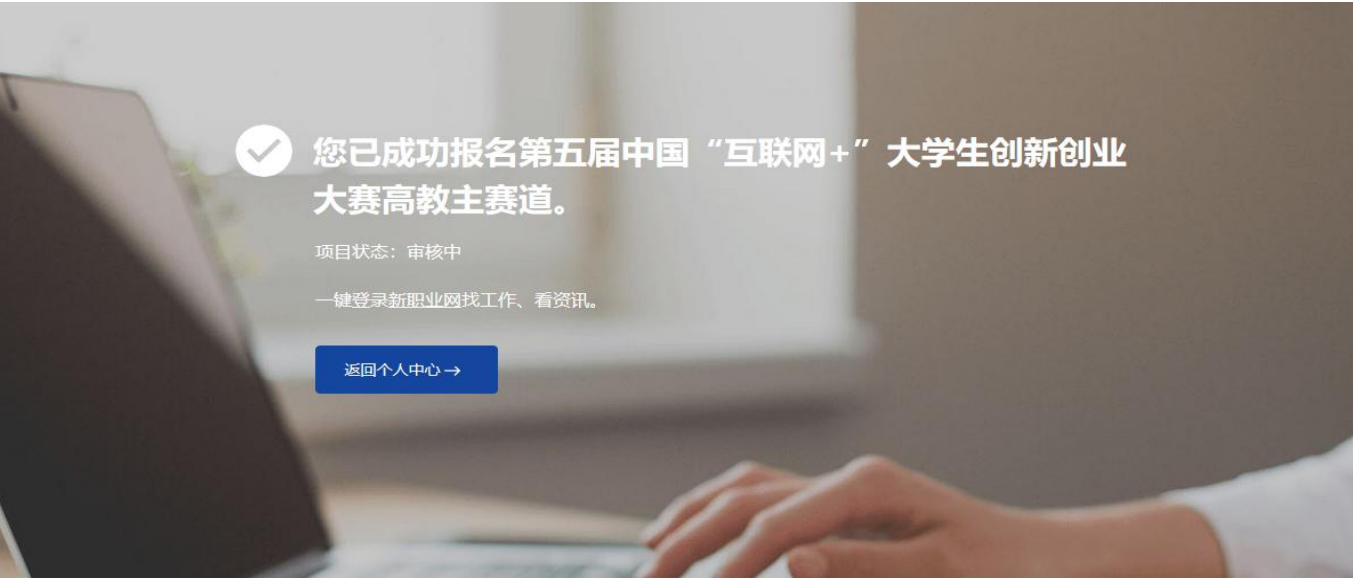 您已成功报名第五届中国“互联网+”大学生创新创业
大赛高教主赛道。
项目状态：审核中
一键登录新职业网找工作、看资讯。
返回个人中心→